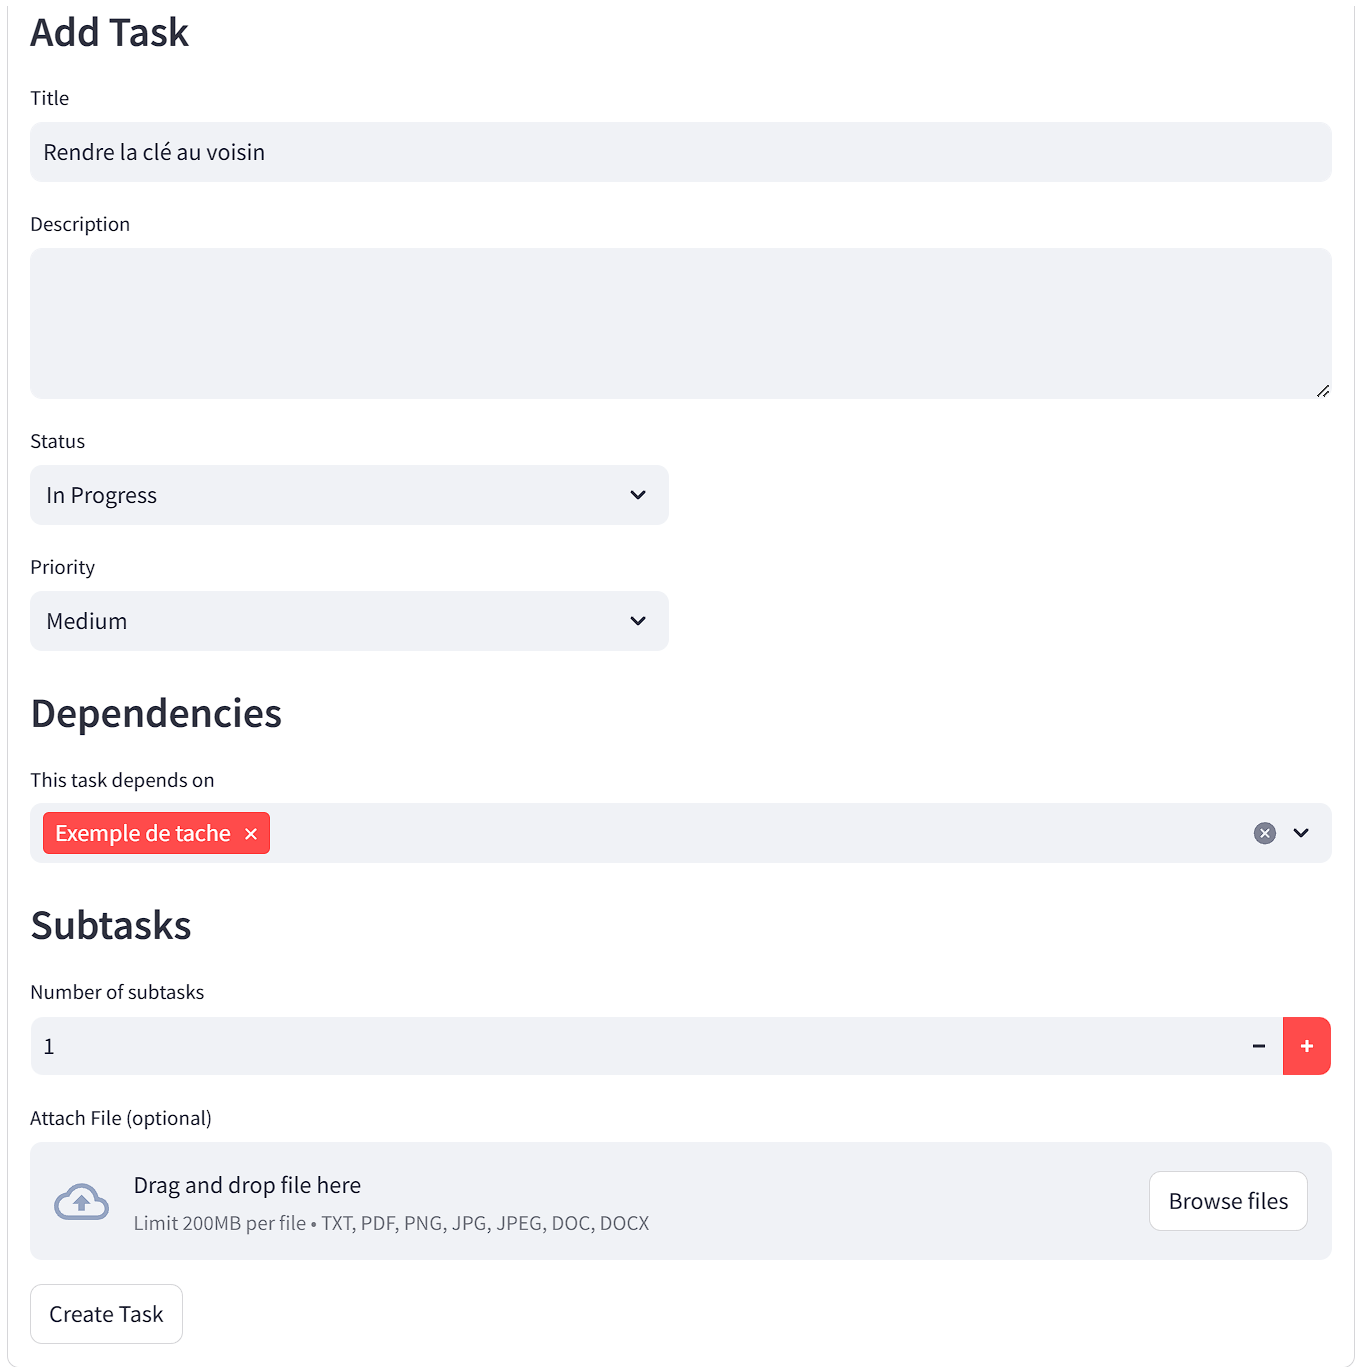 Add Task
Title
Rendre la clé au voisin
Description
Status
In Progress
Priority
Medium
Dependencies
This task depends on
Exemple de tache ×
Subtasks
Number of subtasks
1
Attach File (optional)
Drag and drop file here
Limit 200MB per file • TXT, PDF, PNG, JPG, JPEG, DOC, DOCX
Browse files
Create Task